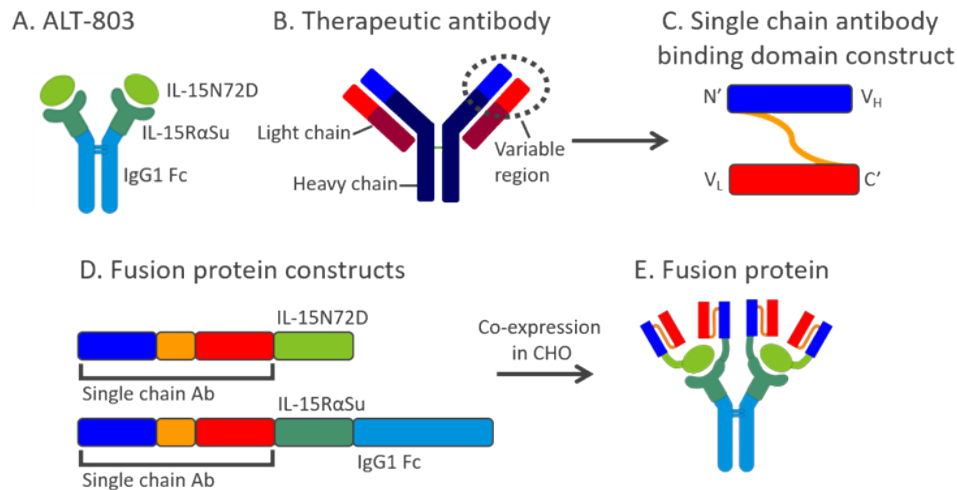 A. ALT-803
IL-15N72D
IL-15RαSu
IgG1 Fc
B. Therapeutic antibody
Light chain
Heavy chain
Variable
region
C. Single chain antibody
binding domain construct
N’
V_H
V_L
C’
D. Fusion protein constructs
IL-15N72D
Single chain Ab
IL-15RαSu
IgG1 Fc
Single chain Ab
Co-expression
in CHO
E. Fusion protein